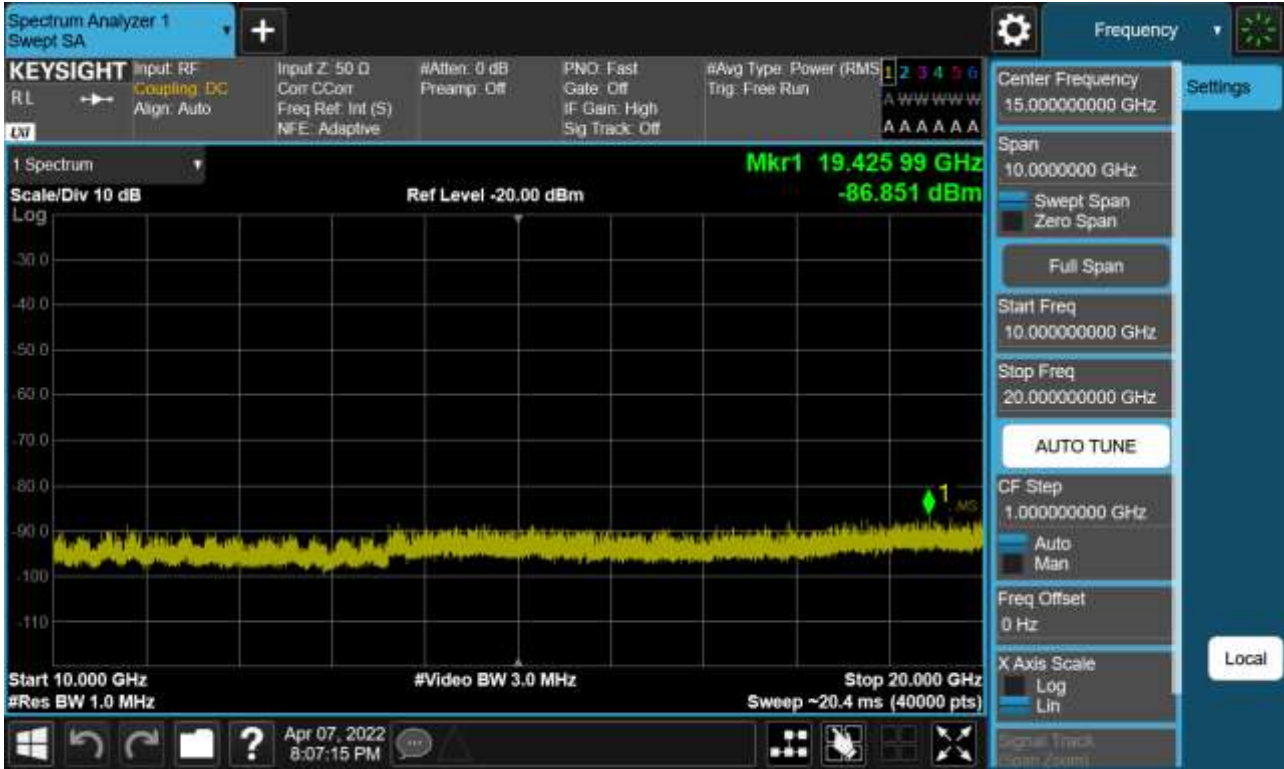 Spectrum Analyzer 1
Swept SA
+
Frequency
KEYSIGHT
RL
LXI
Input: RF
Coupling: DC
Align: Auto
Input Z: 50 Ω
Corr CCorr
Freq Ref: Int (S)
NFE: Adaptive
#Atten: 0 dB
Preamp: Off
PNO: Fast
Gate: Off
IF Gain: High
Sig Track: Off
#Avg Type: Power (RMS
Trig: Free Run
1 2 3 4 5 6
A W W W W W
A A A A A A
1 Spectrum
Scale/Div 10 dB
Ref Level -20.00 dBm
Mkr1 19.425 99 GHz
-86.851 dBm
Log
-30.0
-40.0
-50.0
-60.0
-70.0
-80.0
-90.0
-100
-110
1
Start 10.000 GHz
#Video BW 3.0 MHz
Stop 20.000 GHz
#Res BW 1.0 MHz
Sweep ~20.4 ms (40000 pts)
Center Frequency
15.000000000 GHz
Settings
Span
10.0000000 GHz
Swept Span
Zero Span
Full Span
Start Freq
10.000000000 GHz
Stop Freq
20.000000000 GHz
AUTO TUNE
CF Step
1.000000000 GHz
Auto
Man
Freq Offset
0 Hz
X Axis Scale
Log
Lin
Signal Track
(Span Zoom)
Local
?
Apr 07, 2022
8:07:15 PM